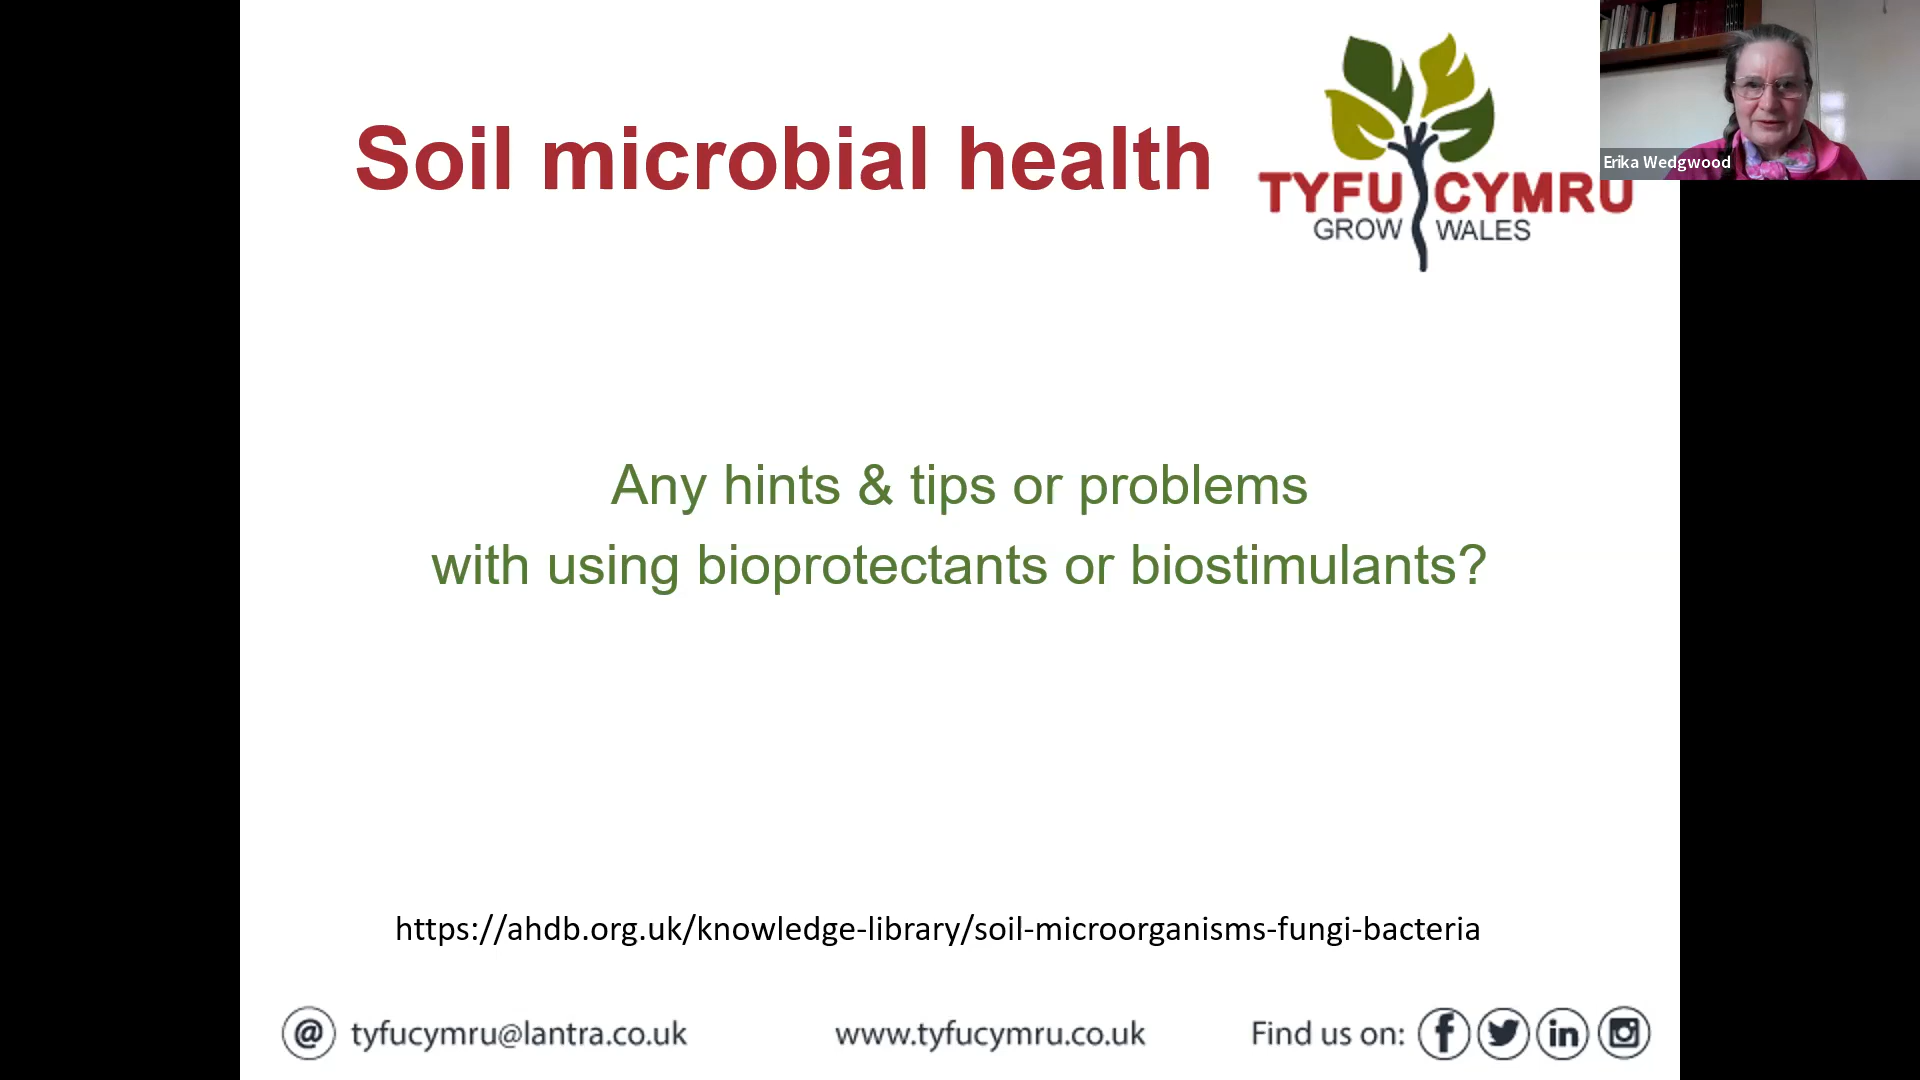 Soil microbial health
TYFU CYMRU
GROW WALES
Erika Wedgwood
Any hints & tips or problems
with using bioprotectants or biostimulants?
https://ahdb.org.uk/knowledge-library/soil-microorganisms-fungi-bacteria
@ tyfucymru@lantra.co.uk www.tyfucymru.co.uk Find us on: f in